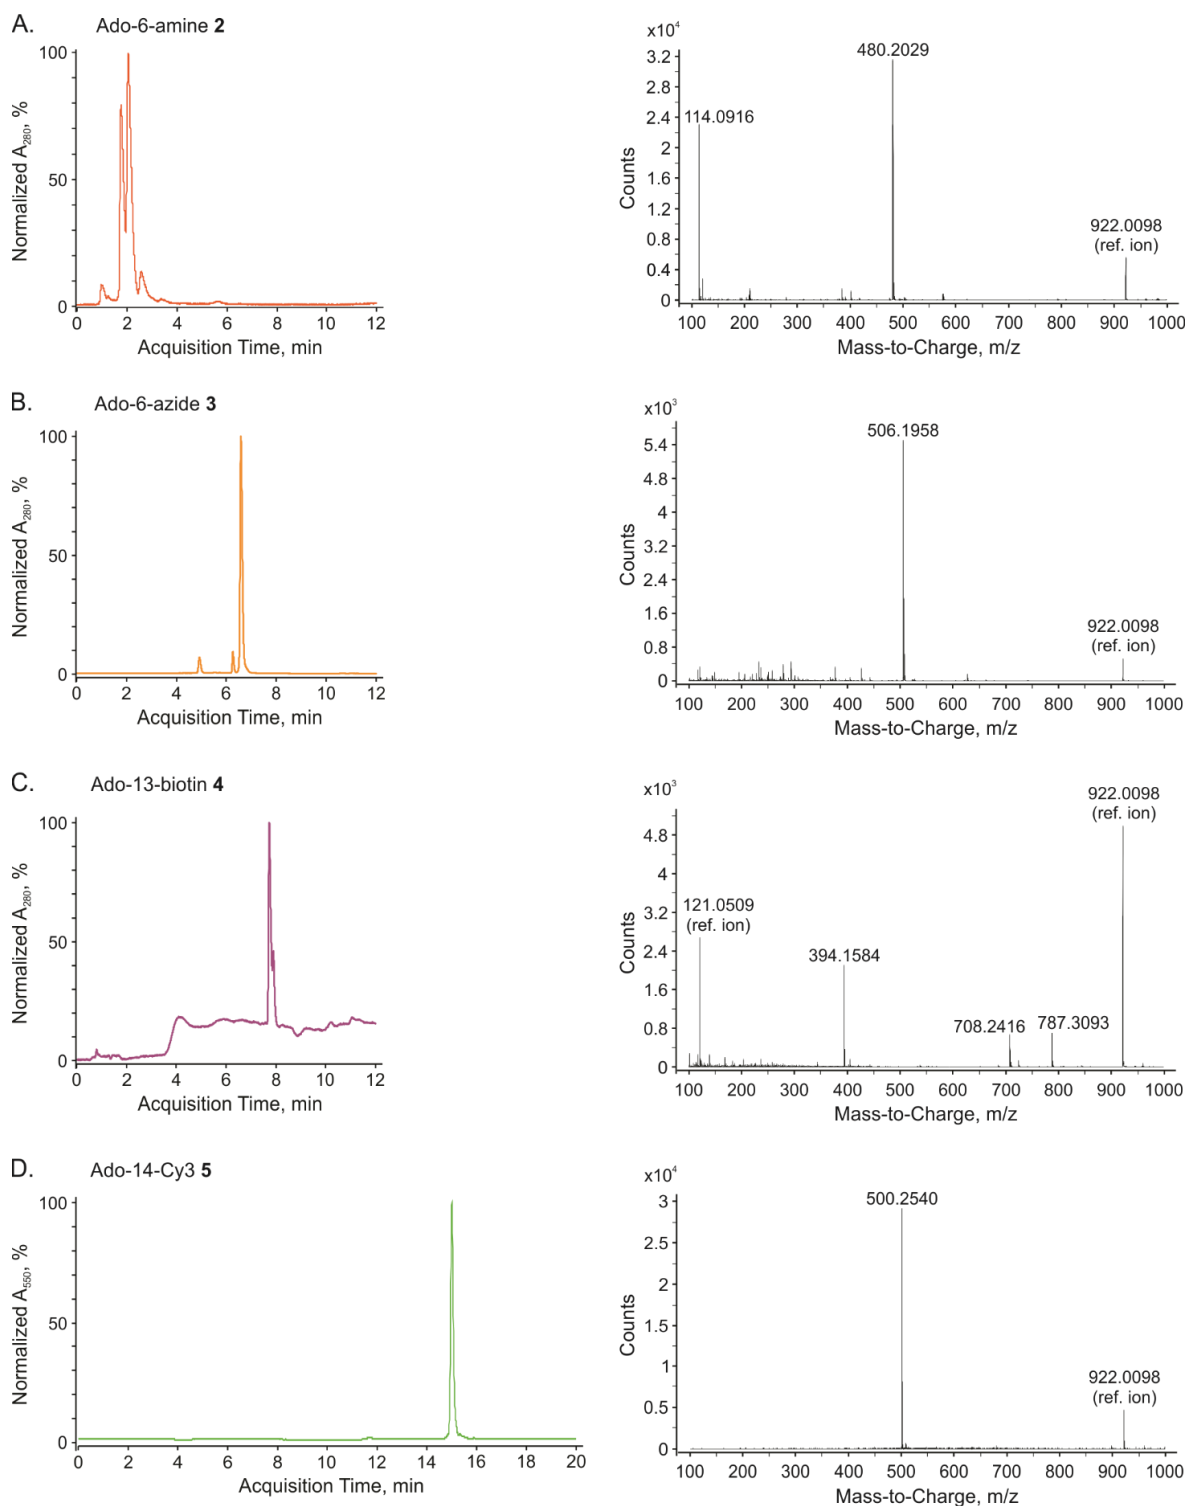 A.
Ado-6-amine 2
Normalized A280, %
100
50
0
0 2 4 6 8 10 12
Acquisition Time, min
x10⁴
Counts
3.2
2.8
2.4
2
1.6
1.2
0.8
0.4
0
480.2029
114.0916
922.0098
(ref. ion)
100 200 300 400 500 600 700 800 900 1000
Mass-to-Charge, m/z
B.
Ado-6-azide 3
Normalized A280, %
100
50
0
0 2 4 6 8 10 12
Acquisition Time, min
x10³
Counts
5.4
4.8
4
3.2
2.4
1.6
0.8
0
506.1958
922.0098
(ref. ion)
100 200 300 400 500 600 700 800 900 1000
Mass-to-Charge, m/z
C.
Ado-13-biotin 4
Normalized A280, %
100
50
0
0 2 4 6 8 10 12
Acquisition Time, min
x10³
Counts
4.8
4
3.2
2.4
1.6
0.8
0
922.0098
(ref. ion)
121.0509
(ref. ion)
394.1584
708.2416
787.3093
100 200 300 400 500 600 700 800 900 1000
Mass-to-Charge, m/z
D.
Ado-14-Cy3 5
Normalized A550, %
100
50
0
0 2 4 6 8 10 12 14 16 18 20
Acquisition Time, min
x10⁴
Counts
3
2.5
2
1.5
1
0.5
0
500.2540
922.0098
(ref. ion)
100 200 300 400 500 600 700 800 900 1000
Mass-to-Charge, m/z